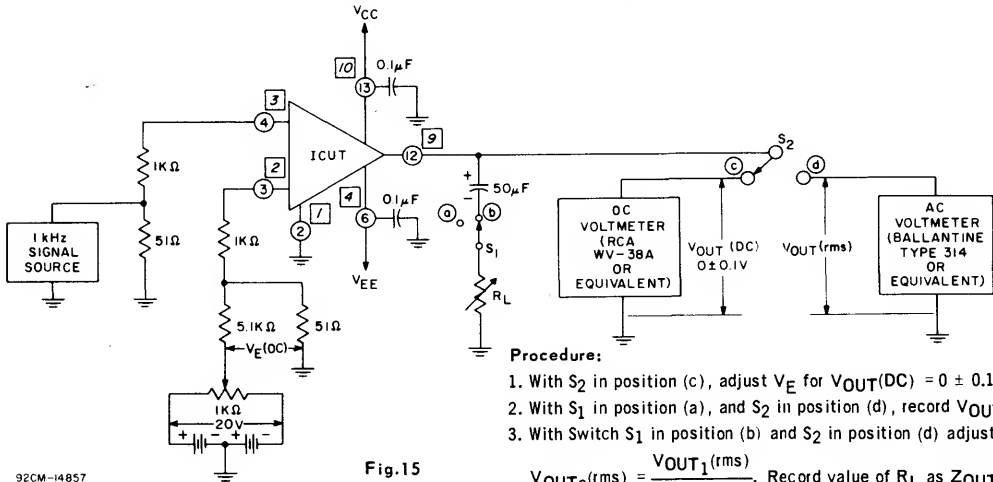 VCC
10
0.1µF
13
3
4
ICUT
9
12
S2
1KΩ
2
3
4
0.1µF
1
2
6
50µF
+
-
a
b
S1
RL
c
d
1 kHz
SIGNAL
SOURCE
51Ω
1KΩ
VEE
DC
VOLTMETER
(RCA
WV-38A
OR
EQUIVALENT)
VOUT (DC)
0±0.1V
VOUT(rms)
AC
VOLTMETER
(BALLANTINE
TYPE 314
OR
EQUIVALENT)
5.1KΩ
51Ω
VE(DC)
1KΩ
20V
+ - + -
Procedure:
1. With S2 in position (c), adjust VE for VOUT(DC) = 0 ± 0.1
2. With S1 in position (a), and S2 in position (d), record VOU
3. With Switch S1 in position (b) and S2 in position (d) adjust
VOUT1(rms)
VOUT2(rms) = . Record value of RL as ZOUT
92CM-14857
Fig.15